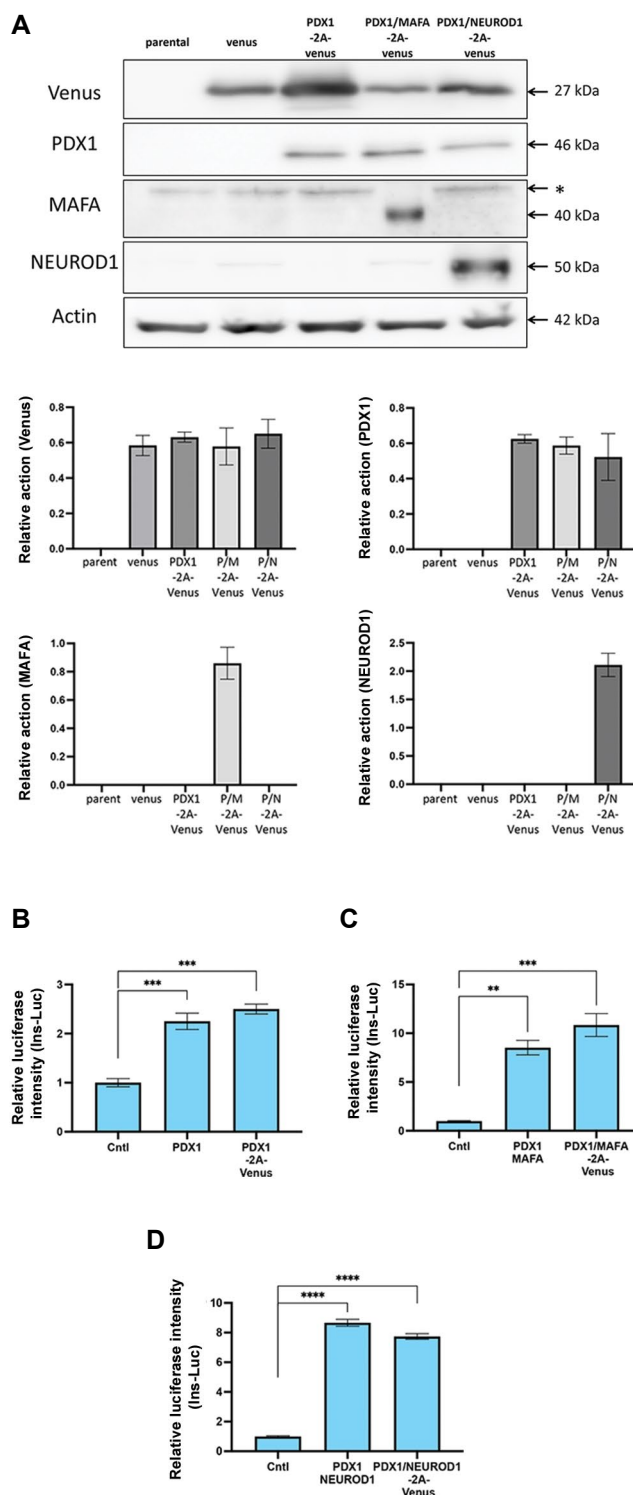 A
parental
venus
PDX1
-2A-
venus
PDX1/MAFA
-2A-
venus
PDX1/NEUROD1
-2A-
venus
Venus
27 kDa
PDX1
46 kDa
MAFA
*
40 kDa
NEUROD1
50 kDa
Actin
42 kDa
Relative action (Venus)
0.8
0.6
0.4
0.2
0.0
parent
venus
PDX1
-2A-
Venus
P/M
-2A-
Venus
P/N
-2A-
Venus
Relative action (PDX1)
0.8
0.6
0.4
0.2
0.0
parent
venus
PDX1
-2A-
Venus
P/M
-2A-
Venus
P/N
-2A-
Venus
Relative action (MAFA)
1.0
0.8
0.6
0.4
0.2
0.0
parent
venus
PDX1
-2A-
Venus
P/M
-2A-
Venus
P/N
-2A-
Venus
Relative action (NEUROD1)
2.5
2.0
1.5
1.0
0.5
0.0
parent
venus
PDX1
-2A-
Venus
P/M
-2A-
Venus
P/N
-2A-
Venus
B
Relative luciferase
intensity (Ins-Luc)
3
2
1
0
***
***
Cntl
PDX1
PDX1
-2A-
Venus
C
Relative luciferase
intensity (Ins-Luc)
15
10
5
0
***
**
Cntl
PDX1
MAFA
PDX1/MAFA
-2A-
Venus
D
Relative luciferase intensity
(Ins-Luc)
10
8
6
4
2
0
****
****
Cntl
PDX1
NEUROD1
PDX1/NEUROD1
-2A-
Venus